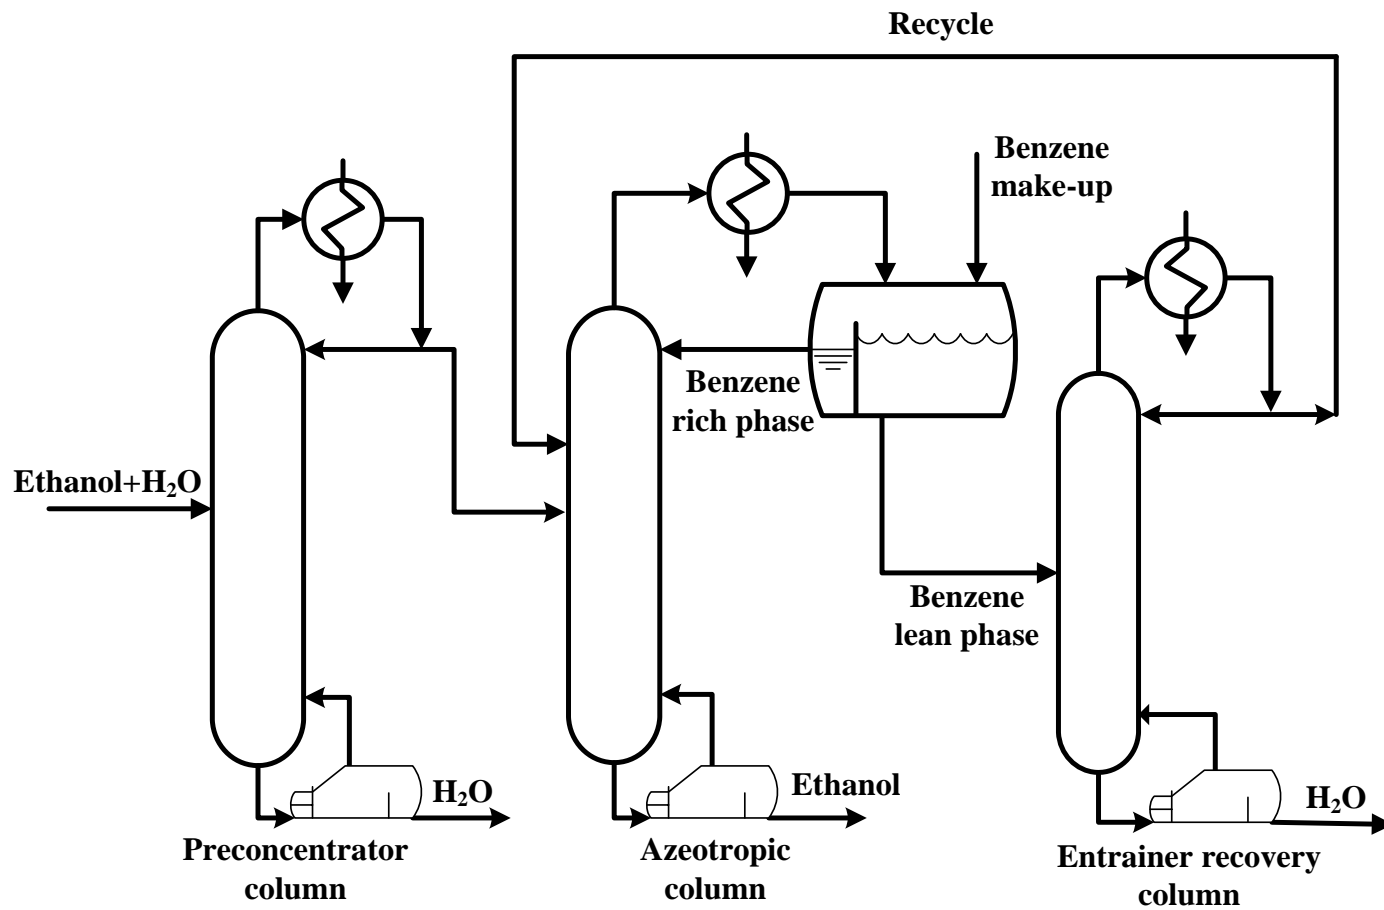 Recycle
Benzene
make-up
Benzene
rich phase
Ethanol+H₂O
Benzene
lean phase
H₂O
Ethanol
H₂O
Preconcentrator
column
Azeotropic
column
Entrainer recovery
column